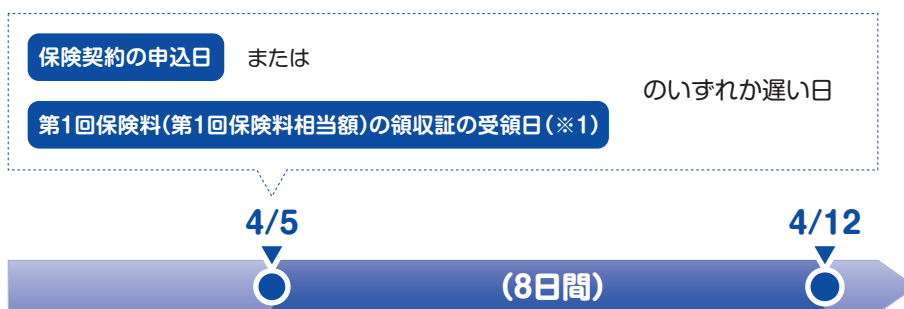 保険契約の申込日 または
のいずれか遅い日
第1回保険料(第1回保険料相当額)の領収証の受領日(※1)
4/5 4/12
(8日間)